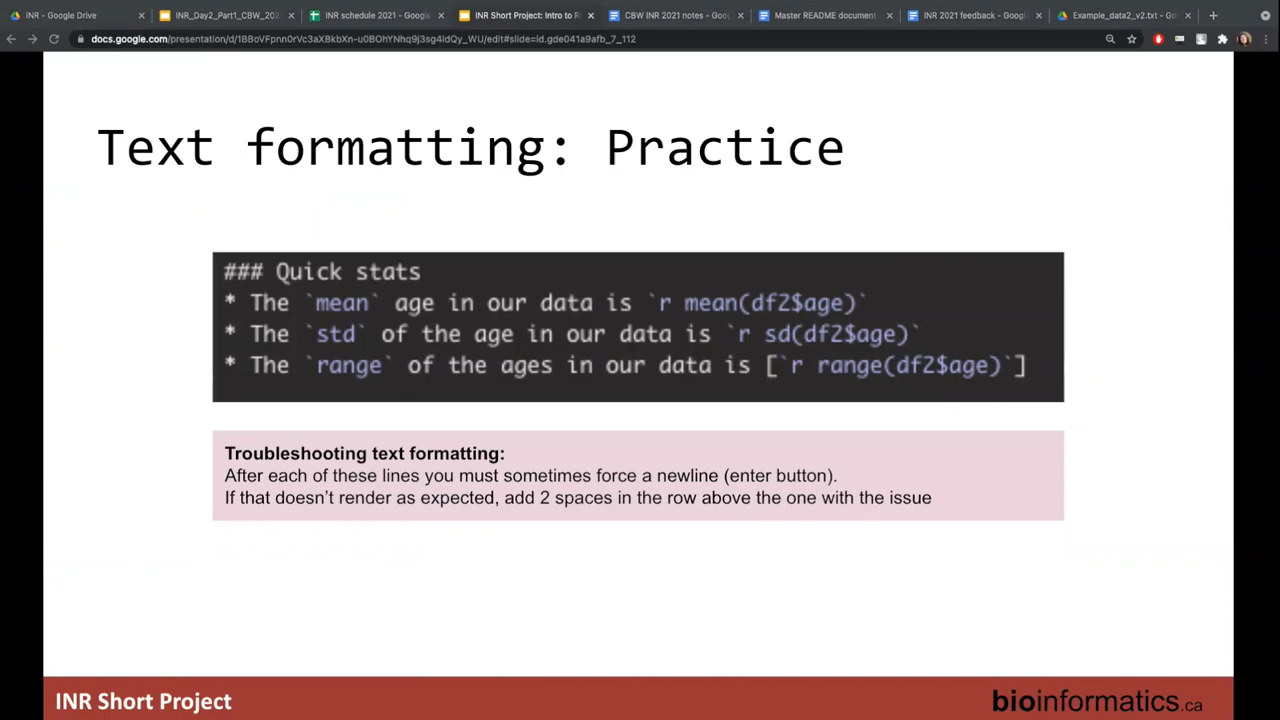 INR - Google Drive
INR_Day2_Part1_CBW_202
INR schedule 2021 - Google
INR Short Project: Intro to R
CBW INR 2021 notes - Goog
Master README document
INR 2021 feedback - Google
Example_data2_v2.txt - Goo
docs.google.com/presentation/d/1BBoVFpnn0rVc3aXBkbXn-u0BOhYNhq9j3sg4ldQy_WU/edit#slide=id.gde041a9afb_7_112
Text formatting: Practice
### Quick stats
* The `mean` age in our data is `r mean(df2$age)`
* The `std` of the age in our data is `r sd(df2$age)`
* The `range` of the ages in our data is [`r range(df2$age)`]
Troubleshooting text formatting:
After each of these lines you must sometimes force a newline (enter button).
If that doesn't render as expected, add 2 spaces in the row above the one with the issue
INR Short Project
bioinformatics.ca